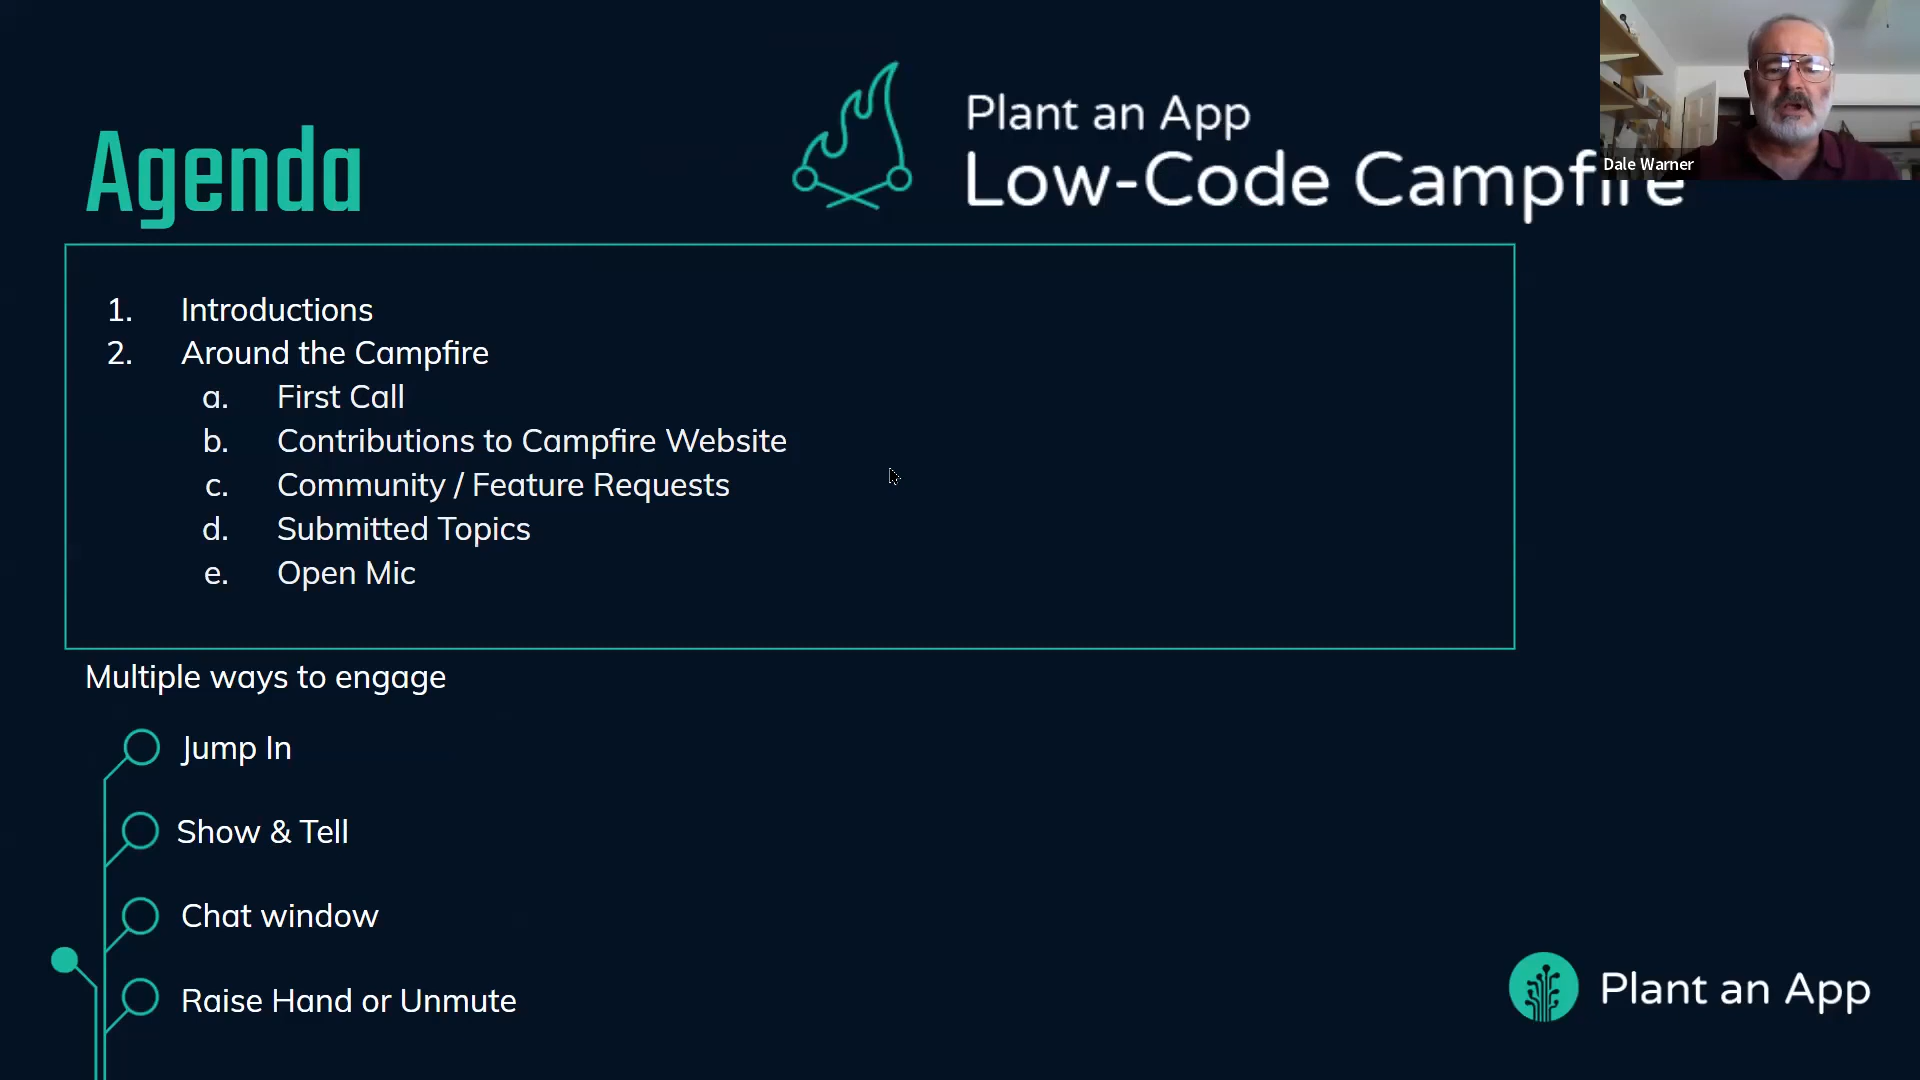 Agenda
Plant an App
Low-Code Campfire
Dale Warner
1. Introductions
2. Around the Campfire
a. First Call
b. Contributions to Campfire Website
c. Community / Feature Requests
d. Submitted Topics
e. Open Mic
Multiple ways to engage
Jump In
Show & Tell
Chat window
Raise Hand or Unmute
Plant an App